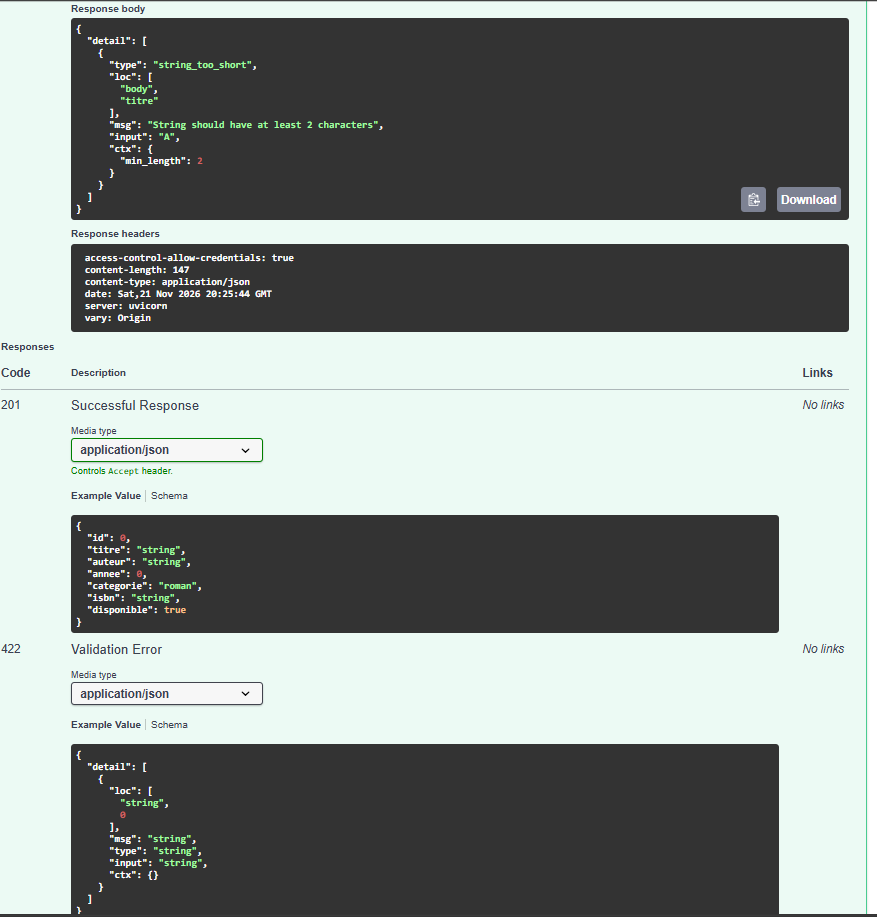 Response body
{
  "detail": [
    {
      "type": "string_too_short",
      "loc": [
        "body",
        "titre"
      ],
      "msg": "String should have at least 2 characters",
      "input": "A",
      "ctx": {
        "min_length": 2
      }
    }
  ]
}
Download
Response headers
access-control-allow-credentials: true
content-length: 147
content-type: application/json
date: Sat,21 Nov 2026 20:25:44 GMT
server: uvicorn
vary: Origin
Responses
Code Description Links
201 Successful Response No links
Media type
application/json
Controls Accept header.
Example Value Schema
{
  "id": 0,
  "titre": "string",
  "auteur": "string",
  "annee": 0,
  "categorie": "roman",
  "isbn": "string",
  "disponible": true
}
422 Validation Error No links
Media type
application/json
Example Value Schema
{
  "detail": [
    {
      "loc": [
        "string",
        0
      ],
      "msg": "string",
      "type": "string",
      "input": "string",
      "ctx": {}
    }
  ]
}